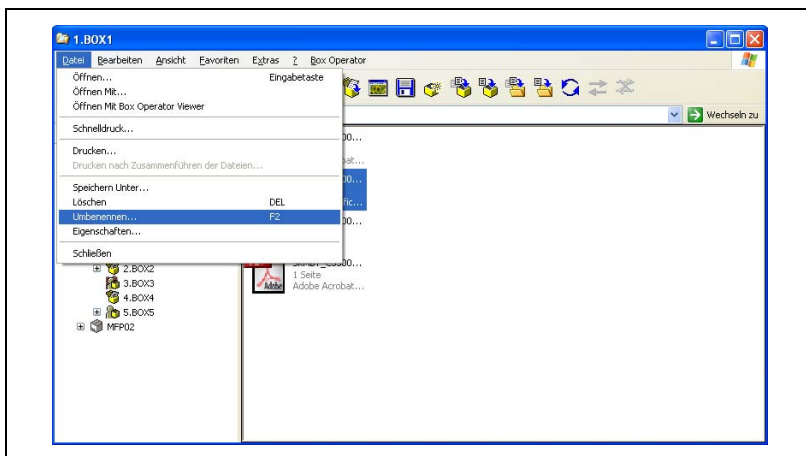 1.BOX1
Datei Bearbeiten Ansicht Favoriten Extras ? Box Operator
Öffnen... Eingabetaste
Öffnen Mit...
Öffnen Mit Box Operator Viewer
Schnelldruck...
Drucken...
Drucken nach Zusammenführen der Dateien...
Speichern Unter...
Löschen DEL
Umbenennen... F2
Eigenschaften...
Schließen
Wechseln zu
2.BOX2
3.BOX3
4.BOX4
5.BOX5
MFP02
1 Seite
Adobe Acrobat...
Adobe